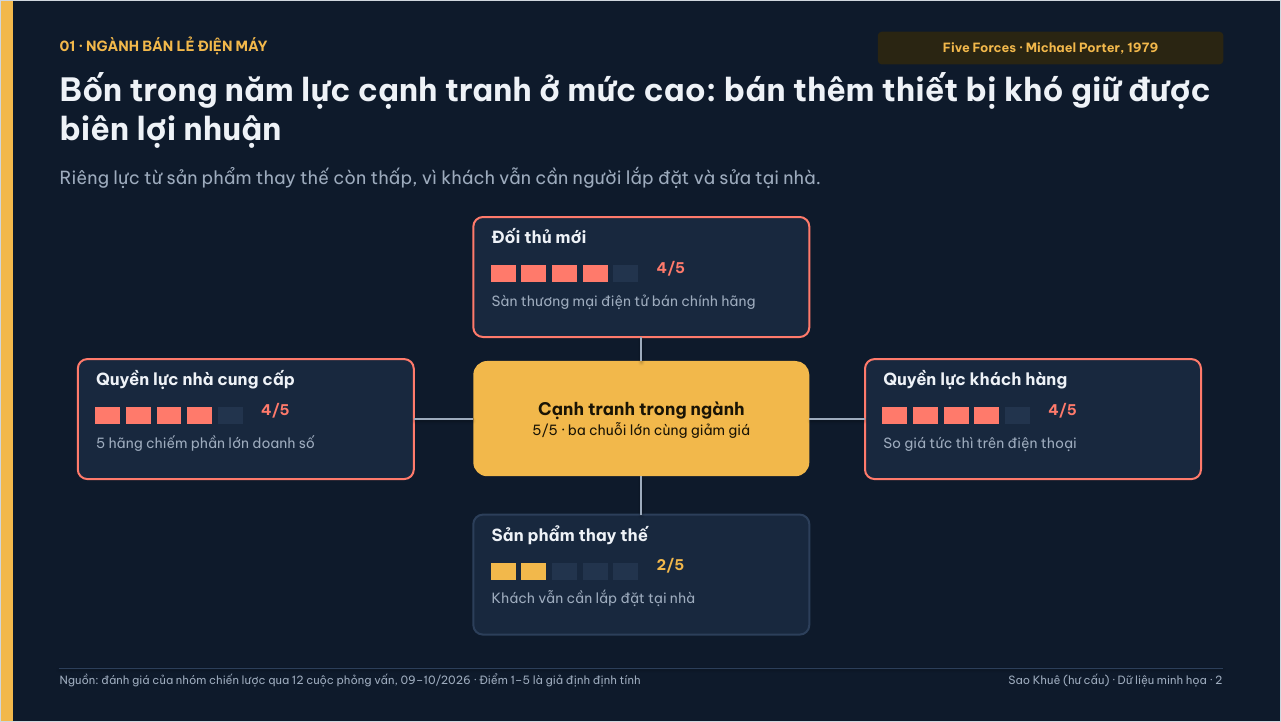 01 · NGÀNH BÁN LẺ ĐIỆN MÁY
Five Forces · Michael Porter, 1979
Bốn trong năm lực cạnh tranh ở mức cao: bán thêm thiết bị khó giữ được
biên lợi nhuận
Riêng lực từ sản phẩm thay thế còn thấp, vì khách vẫn cần người lắp đặt và sửa tại nhà.
Đối thủ mới
4/5
Sàn thương mại điện tử bán chính hãng
Quyền lực nhà cung cấp
4/5
5 hãng chiếm phần lớn doanh số
Cạnh tranh trong ngành
5/5 · ba chuỗi lớn cùng giảm giá
Quyền lực khách hàng
4/5
So giá tức thì trên điện thoại
Sản phẩm thay thế
2/5
Khách vẫn cần lắp đặt tại nhà
Nguồn: đánh giá của nhóm chiến lược qua 12 cuộc phỏng vấn, 09–10/2026 · Điểm 1–5 là giả định định tính
Sao Khuê (hư cấu) · Dữ liệu minh họa · 2